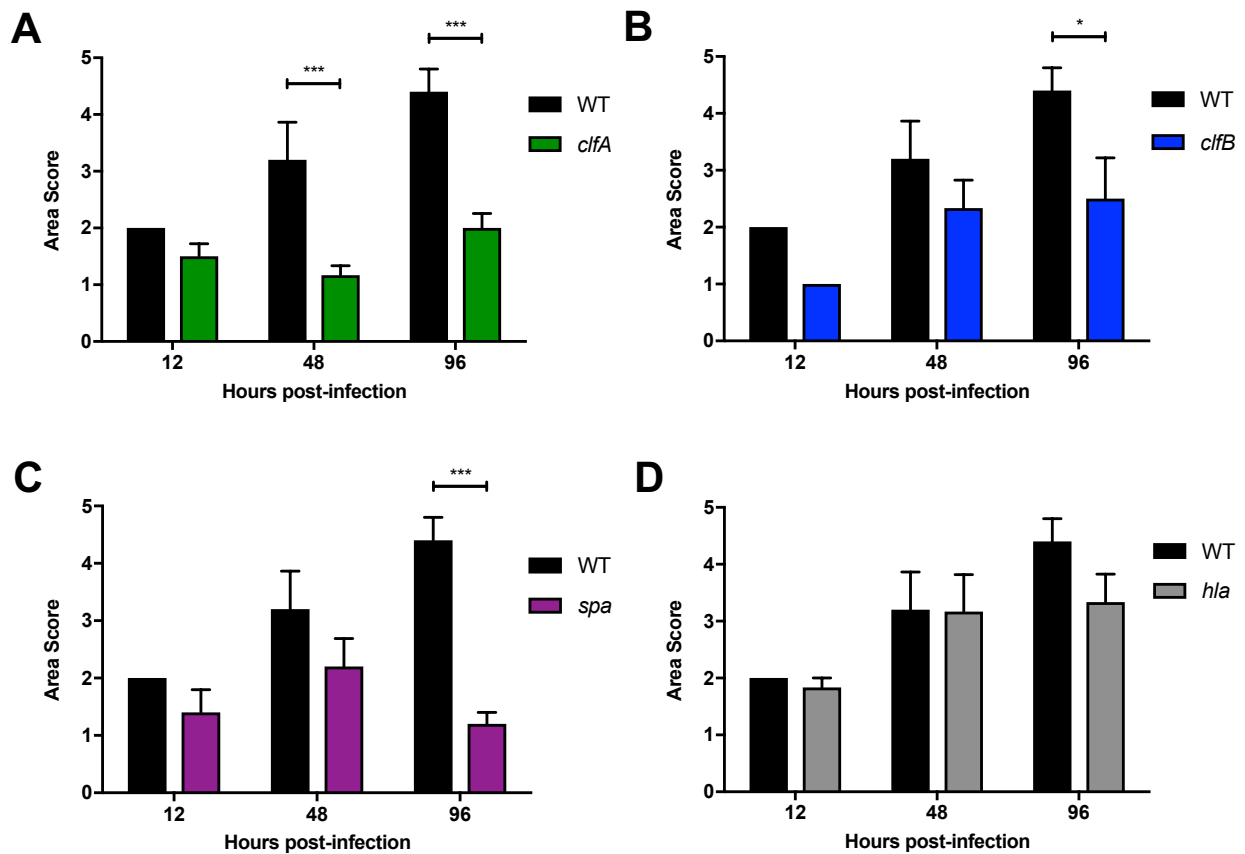 A
***
***
5
4
3
2
1
0
Area Score
12
48
96
Hours post-infection
WT
clfA
B
*
5
4
3
2
1
0
Area Score
12
48
96
Hours post-infection
WT
clfB
C
***
5
4
3
2
1
0
Area Score
12
48
96
Hours post-infection
WT
spa
D
5
4
3
2
1
0
Area Score
12
48
96
Hours post-infection
WT
hla